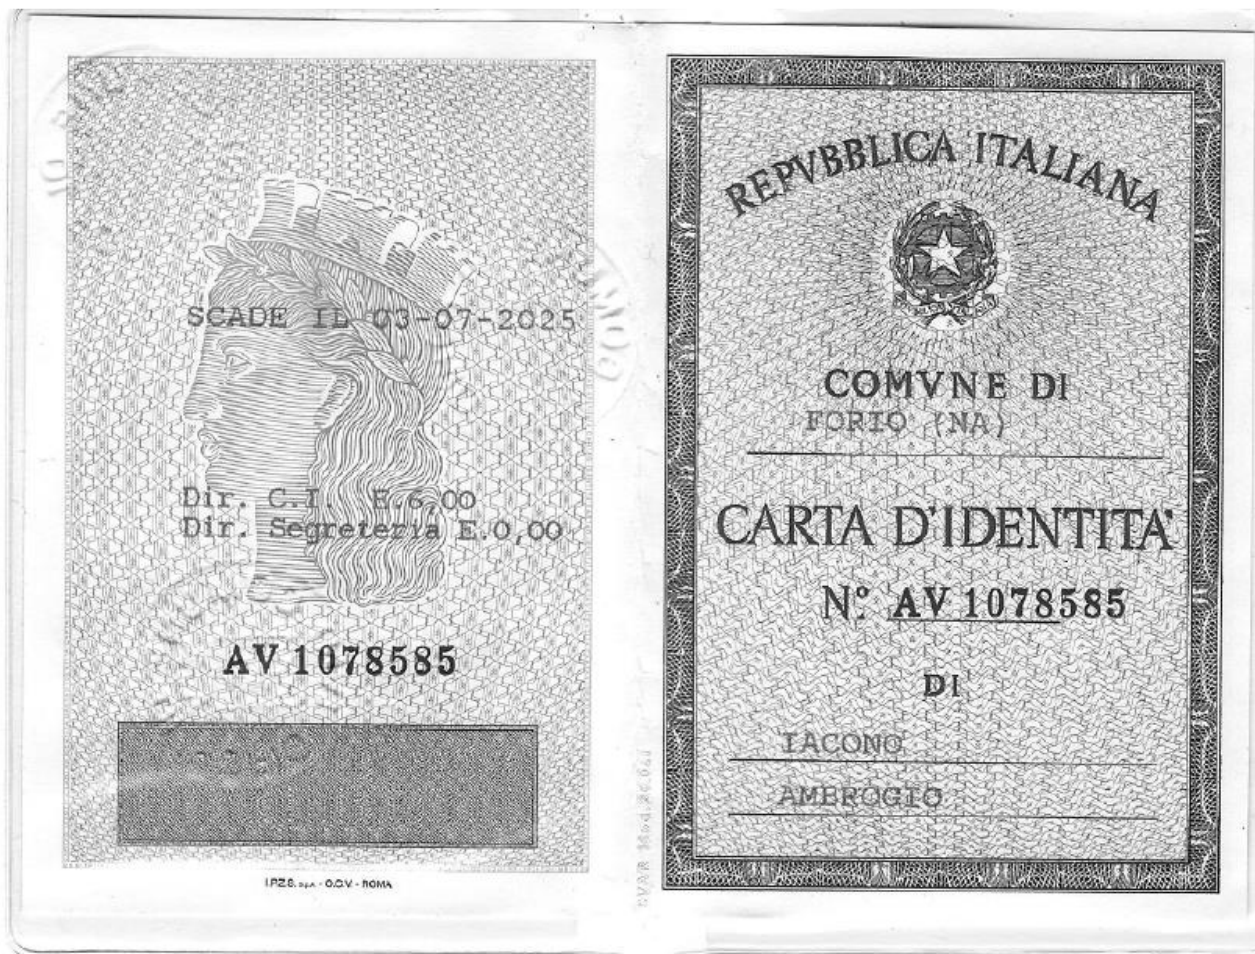 SCADE IL 03-07-2025
Dir. C.I. E.6,00
Dir. Segreteria E.0,00
AV 1078585
I.P.Z.S. S.p.A. - O.C.V. - ROMA
REPVBBLICA ITALIANA
COMVNE DI
FORIO (NA)
CARTA D'IDENTITA'
N° AV 1078585
DI
IACONO
AMBROGIO